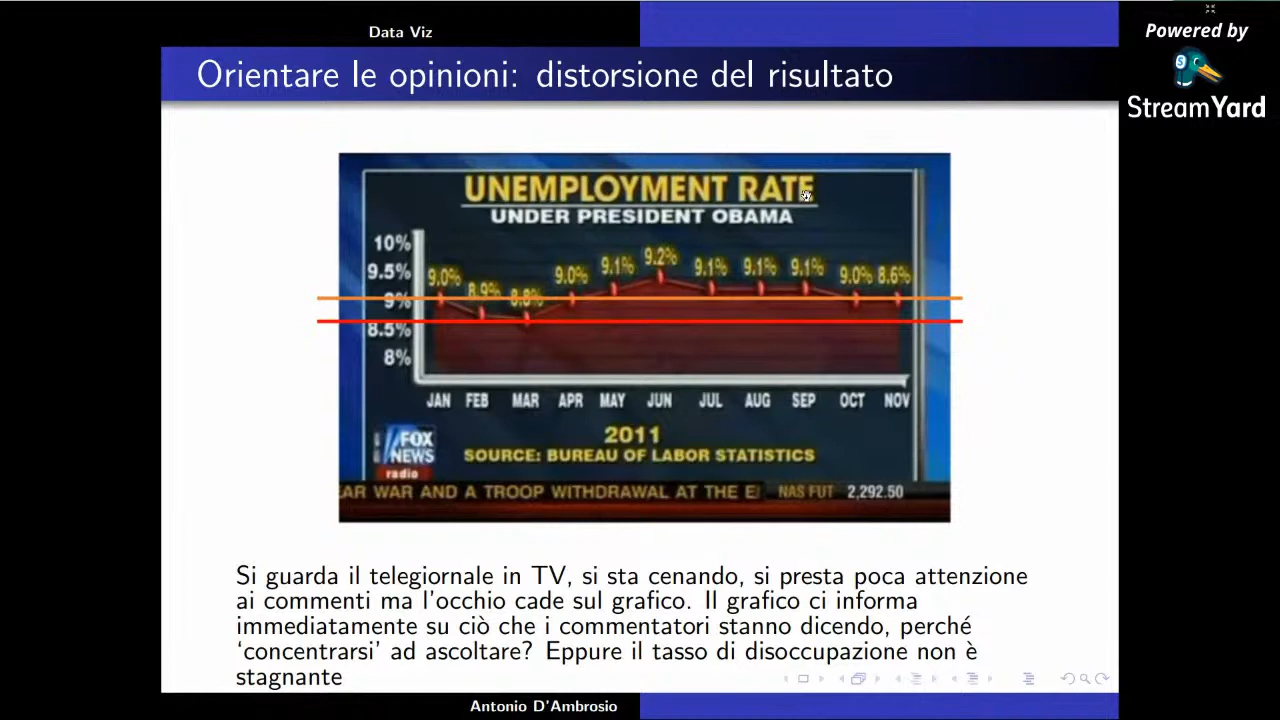 Data Viz
Powered by
StreamYard
Orientare le opinioni: distorsione del risultato
UNEMPLOYMENT RATE
UNDER PRESIDENT OBAMA
10%
9.5%
9%
8.5%
8%
9.0% 8.9% 8.8% 9.0% 9.1% 9.2% 9.1% 9.1% 9.1% 9.0% 8.6%
JAN FEB MAR APR MAY JUN JUL AUG SEP OCT NOV
2011
SOURCE: BUREAU OF LABOR STATISTICS
FOX
NEWS
radio
EAR WAR AND A TROOP WITHDRAWAL AT THE NAS FUT 2,292.50
Si guarda il telegiornale in TV, si sta cenando, si presta poca attenzione
ai commenti ma l'occhio cade sul grafico. Il grafico ci informa
immediatamente su ciò che i commentatori stanno dicendo, perché
‘concentrarsi’ ad ascoltare? Eppure il tasso di disoccupazione non è
stagnante
Antonio D'Ambrosio